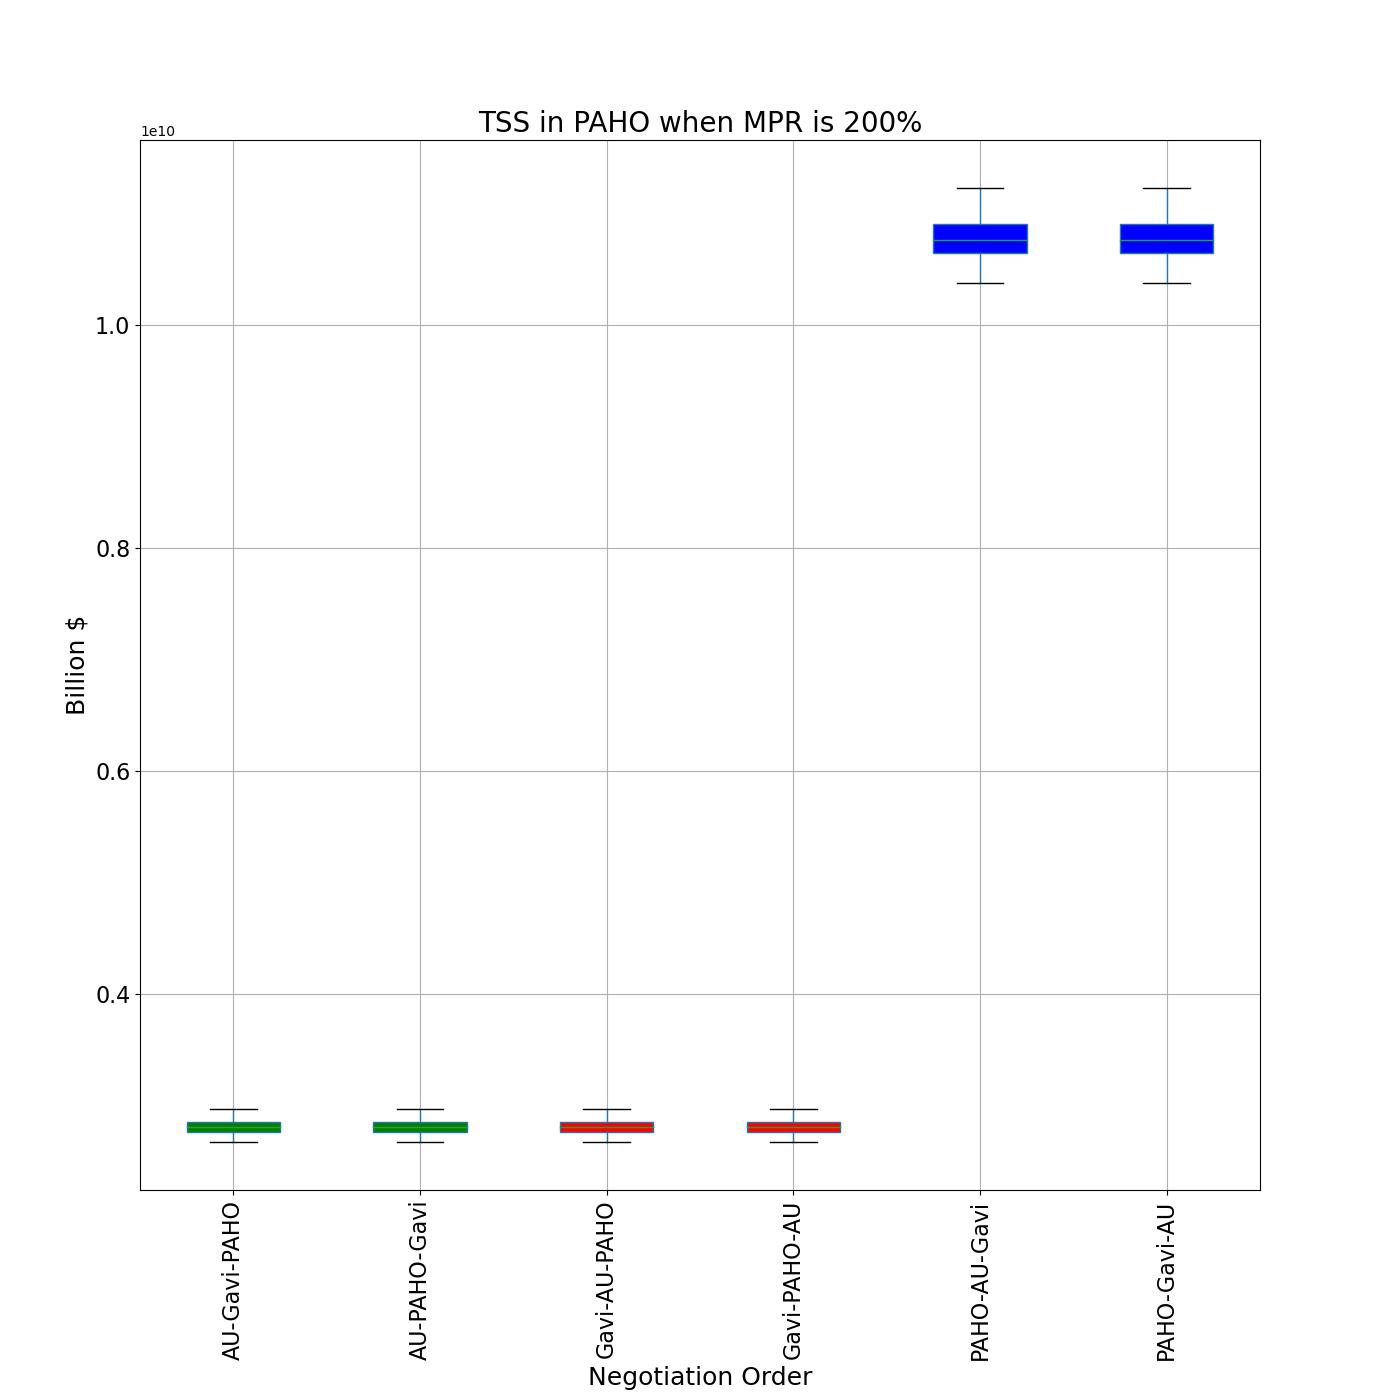 TSS in PAHO when MPR is 200%
1e10
1.0
0.8
0.6
0.4
Billion $
AU-Gavi-PAHO
AU-PAHO-Gavi
Gavi-AU-PAHO
Gavi-PAHO-AU
PAHO-AU-Gavi
PAHO-Gavi-AU
Negotiation Order